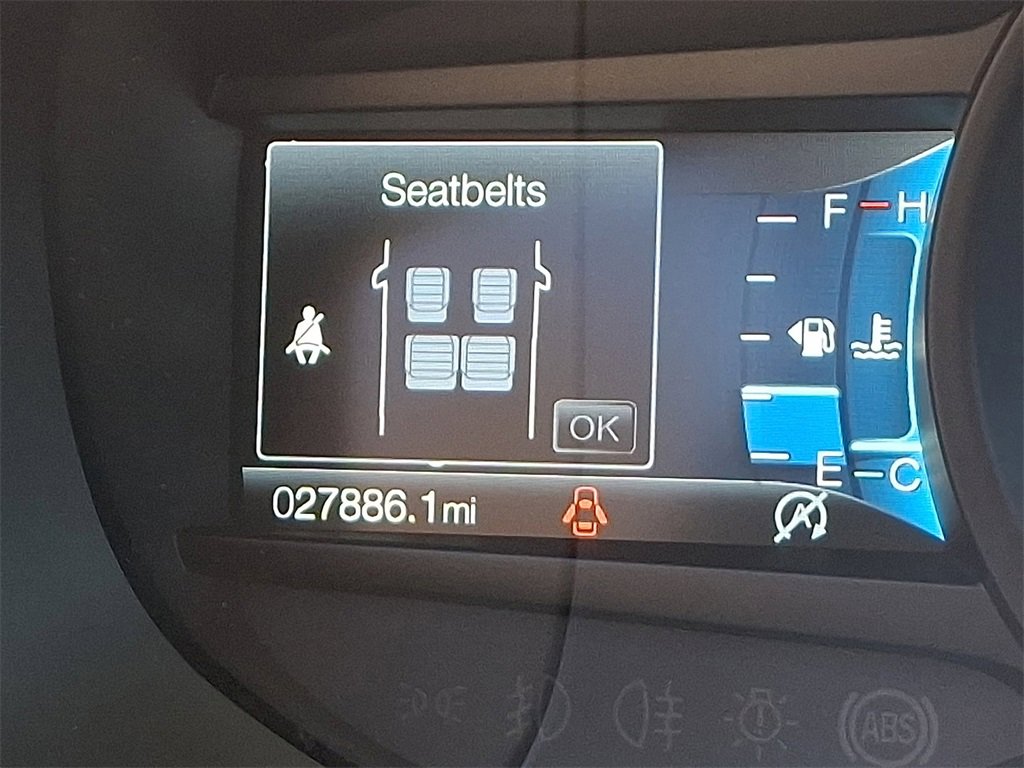 Seatbelts
F H
OK
E C
027886.1mi
ABS